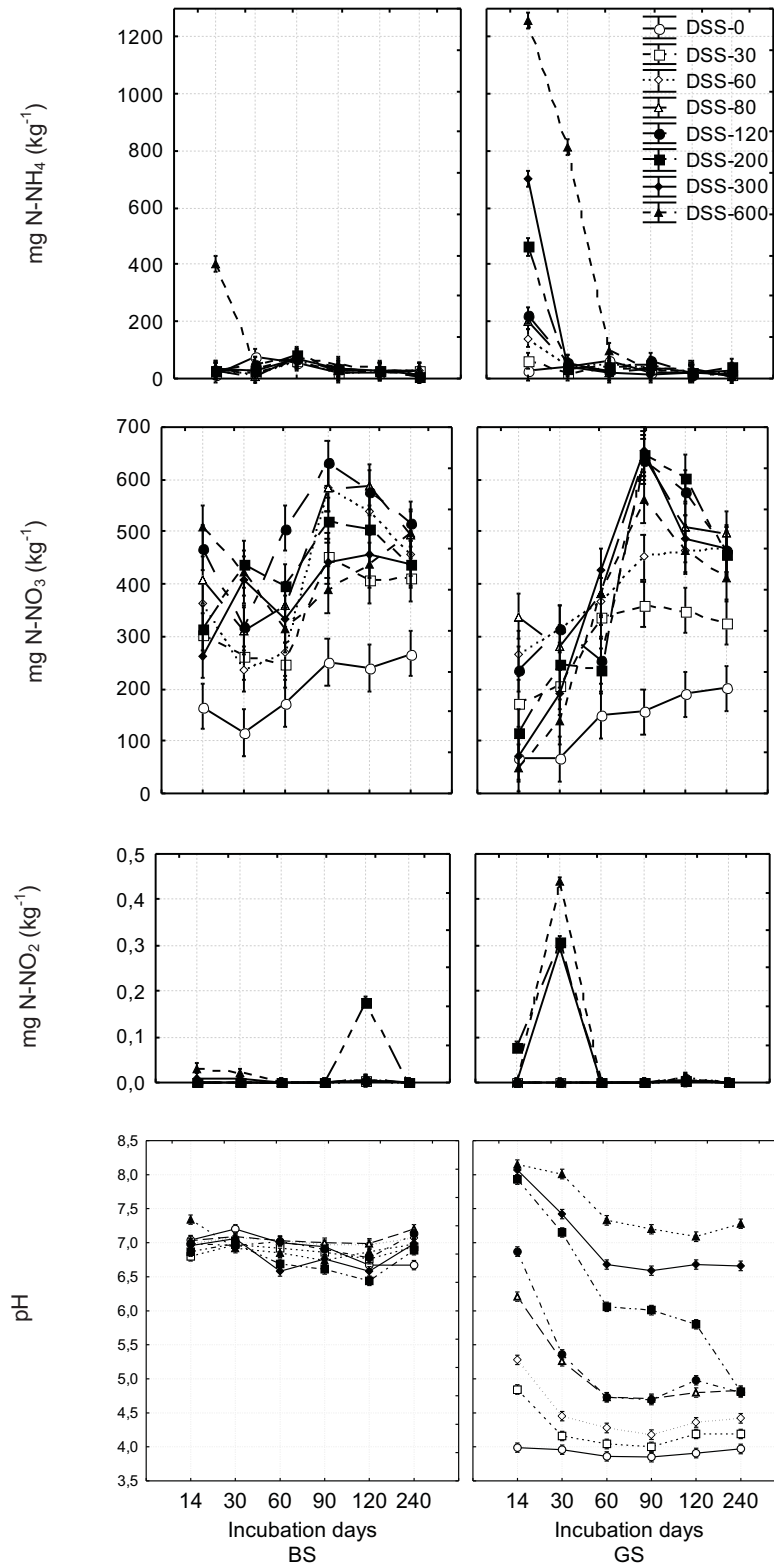 mg N-NH4 (kg-1)
1200
1000
800
600
400
200
0
DSS-0
DSS-30
DSS-60
DSS-80
DSS-120
DSS-200
DSS-300
DSS-600
mg N-NO3 (kg-1)
700
600
500
400
300
200
100
0
mg N-NO2 (kg-1)
0,5
0,4
0,3
0,2
0,1
0,0
pH
8,5
8,0
7,5
7,0
6,5
6,0
5,5
5,0
4,5
4,0
3,5
14 30 60 90 120 240
14 30 60 90 120 240
Incubation days
BS
Incubation days
GS